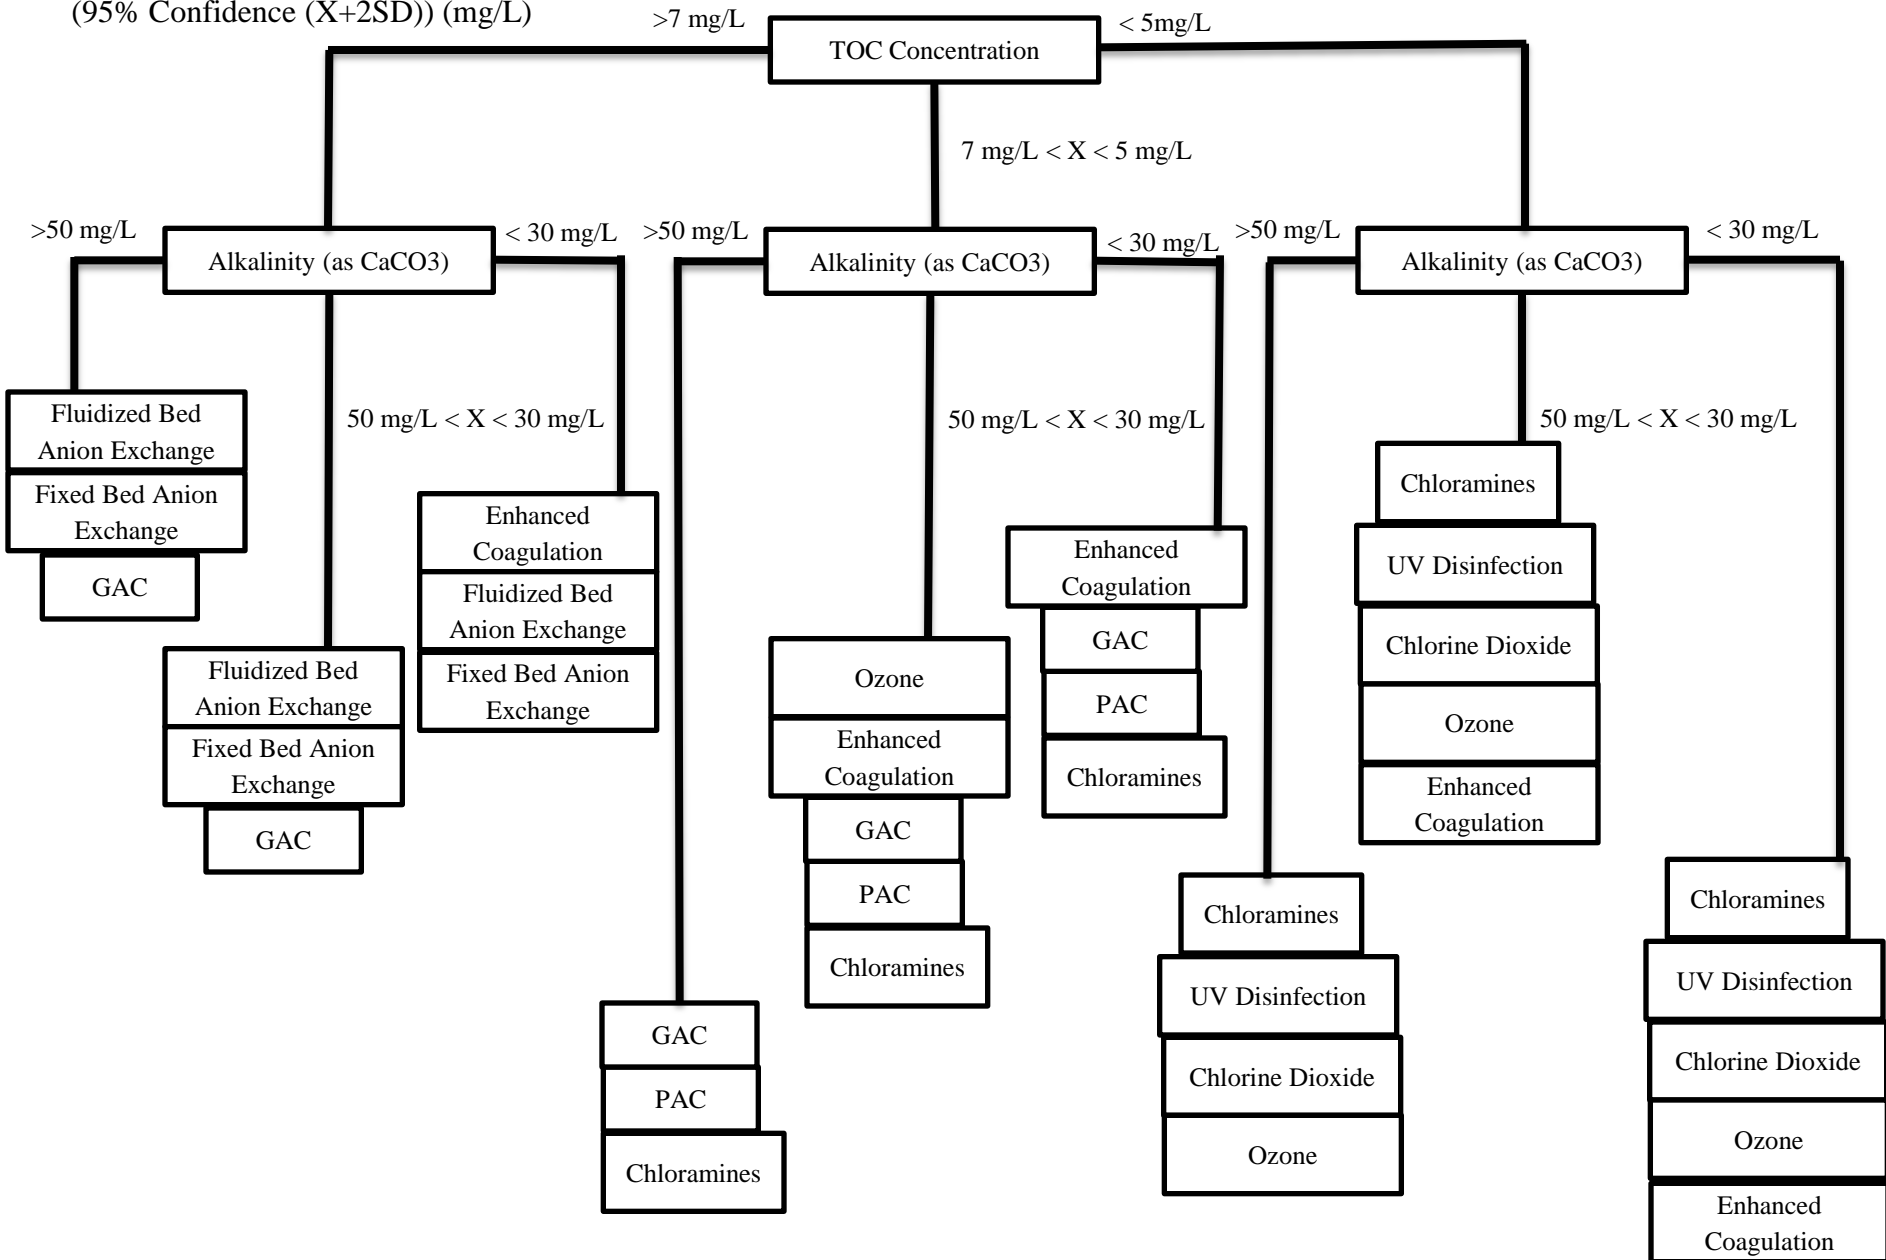 (95% Confidence (X+2SD)) (mg/L)
>7 mg/L
TOC Concentration
< 5mg/L
7 mg/L < X < 5 mg/L
>50 mg/L
Alkalinity (as CaCO3)
< 30 mg/L
>50 mg/L
Alkalinity (as CaCO3)
< 30 mg/L
>50 mg/L
Alkalinity (as CaCO3)
< 30 mg/L
Fluidized Bed
Anion Exchange
Fixed Bed Anion
Exchange
GAC
50 mg/L < X < 30 mg/L
Fluidized Bed
Anion Exchange
Fixed Bed Anion
Exchange
GAC
Enhanced
Coagulation
Fluidized Bed
Anion Exchange
Fixed Bed Anion
Exchange
GAC
PAC
Chloramines
50 mg/L < X < 30 mg/L
Ozone
Enhanced
Coagulation
GAC
PAC
Chloramines
Enhanced
Coagulation
GAC
PAC
Chloramines
Chloramines
UV Disinfection
Chlorine Dioxide
Ozone
50 mg/L < X < 30 mg/L
Chloramines
UV Disinfection
Chlorine Dioxide
Ozone
Enhanced
Coagulation
Chloramines
UV Disinfection
Chlorine Dioxide
Ozone
Enhanced
Coagulation